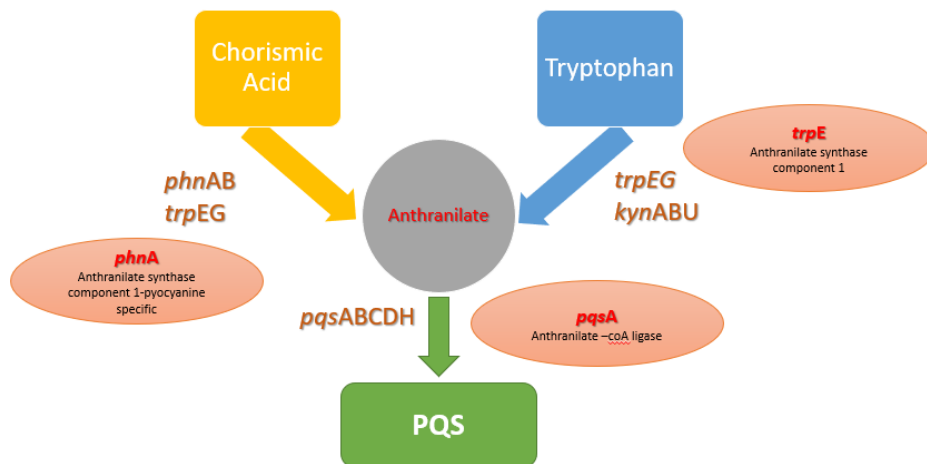 Chorismic
Acid
Tryptophan
trpE
Anthranilate synthase
component 1
phnAB
trpEG
Anthranilate
trpEG
kynABU
phnA
Anthranilate synthase
component 1-pyocyanine
specific
pqsABCDH
pqsA
Anthranilate –coA ligase
PQS